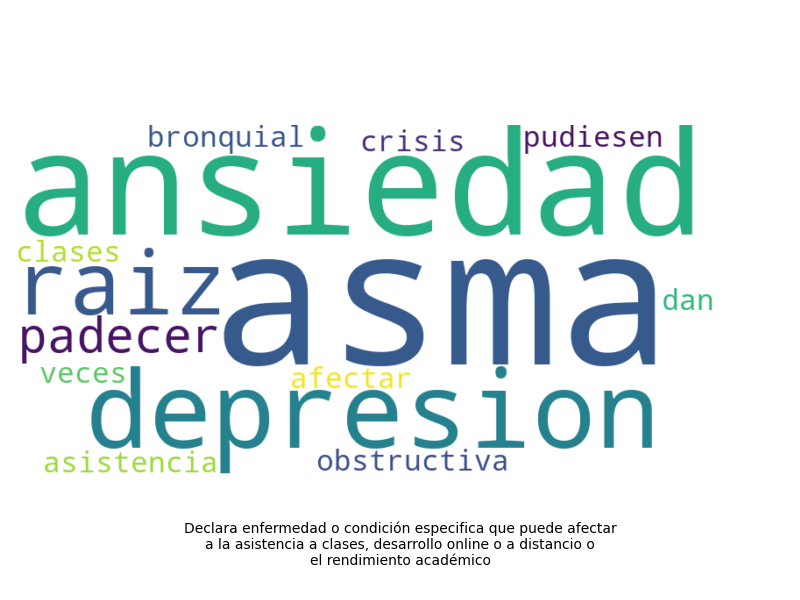 bronquial crisis pudiesen
ansiedad
clases
raiz asma dan
padecer
veces afectar
depresion
asistencia obstructiva
Declara enfermedad o condición especifica que puede afectar
a la asistencia a clases, desarrollo online o a distancio o
el rendimiento académico